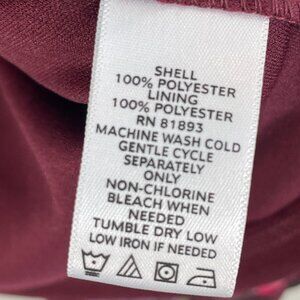 SHELL
100% POLYESTER
LINING
100% POLYESTER
RN 81893
MACHINE WASH COLD
GENTLE CYCLE
SEPARATELY
ONLY
NON-CHLORINE
BLEACH WHEN
NEEDED
TUMBLE DRY LOW
LOW IRON IF NEEDED